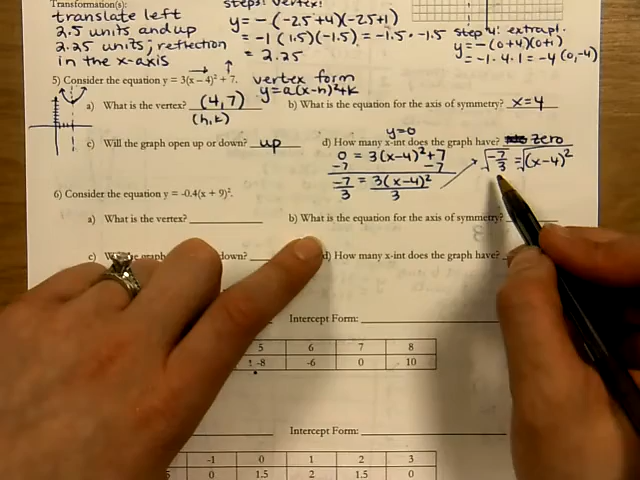 Transformation(s):
translate left
2.5 units and up
2.25 units; reflection
in the x-axis
steps: vertex!
y = -(-2.5+4)(-2.5+1)
= -1(1.5)(-1.5) = -1.5 · -1.5
= 2.25
step 4: extra pt.
y = -(0+4)(0+1)
= -1·4·1 = -4 (0,-4)
5) Consider the equation y = 3(x – 4)² + 7.
vertex form
y = a(x-h)²+k
a) What is the vertex? (4,7)
(h,k)
b) What is the equation for the axis of symmetry? x=4
c) Will the graph open up or down? up
y=0
d) How many x-int does the graph have? zero
0 = 3(x-4)²+7
-7 -7
-7/3 = 3(x-4)²/3
√-7/3 = √(x-4)²
6) Consider the equation y = -0.4(x + 9)².
a) What is the vertex?
b) What is the equation for the axis of symmetry?
down?
d) How many x-int does the graph have?
Intercept Form:
5 6 7 8
-8 -6 0 10
Intercept Form:
-1 0 1 2 3
0 1.5 2 1.5 0